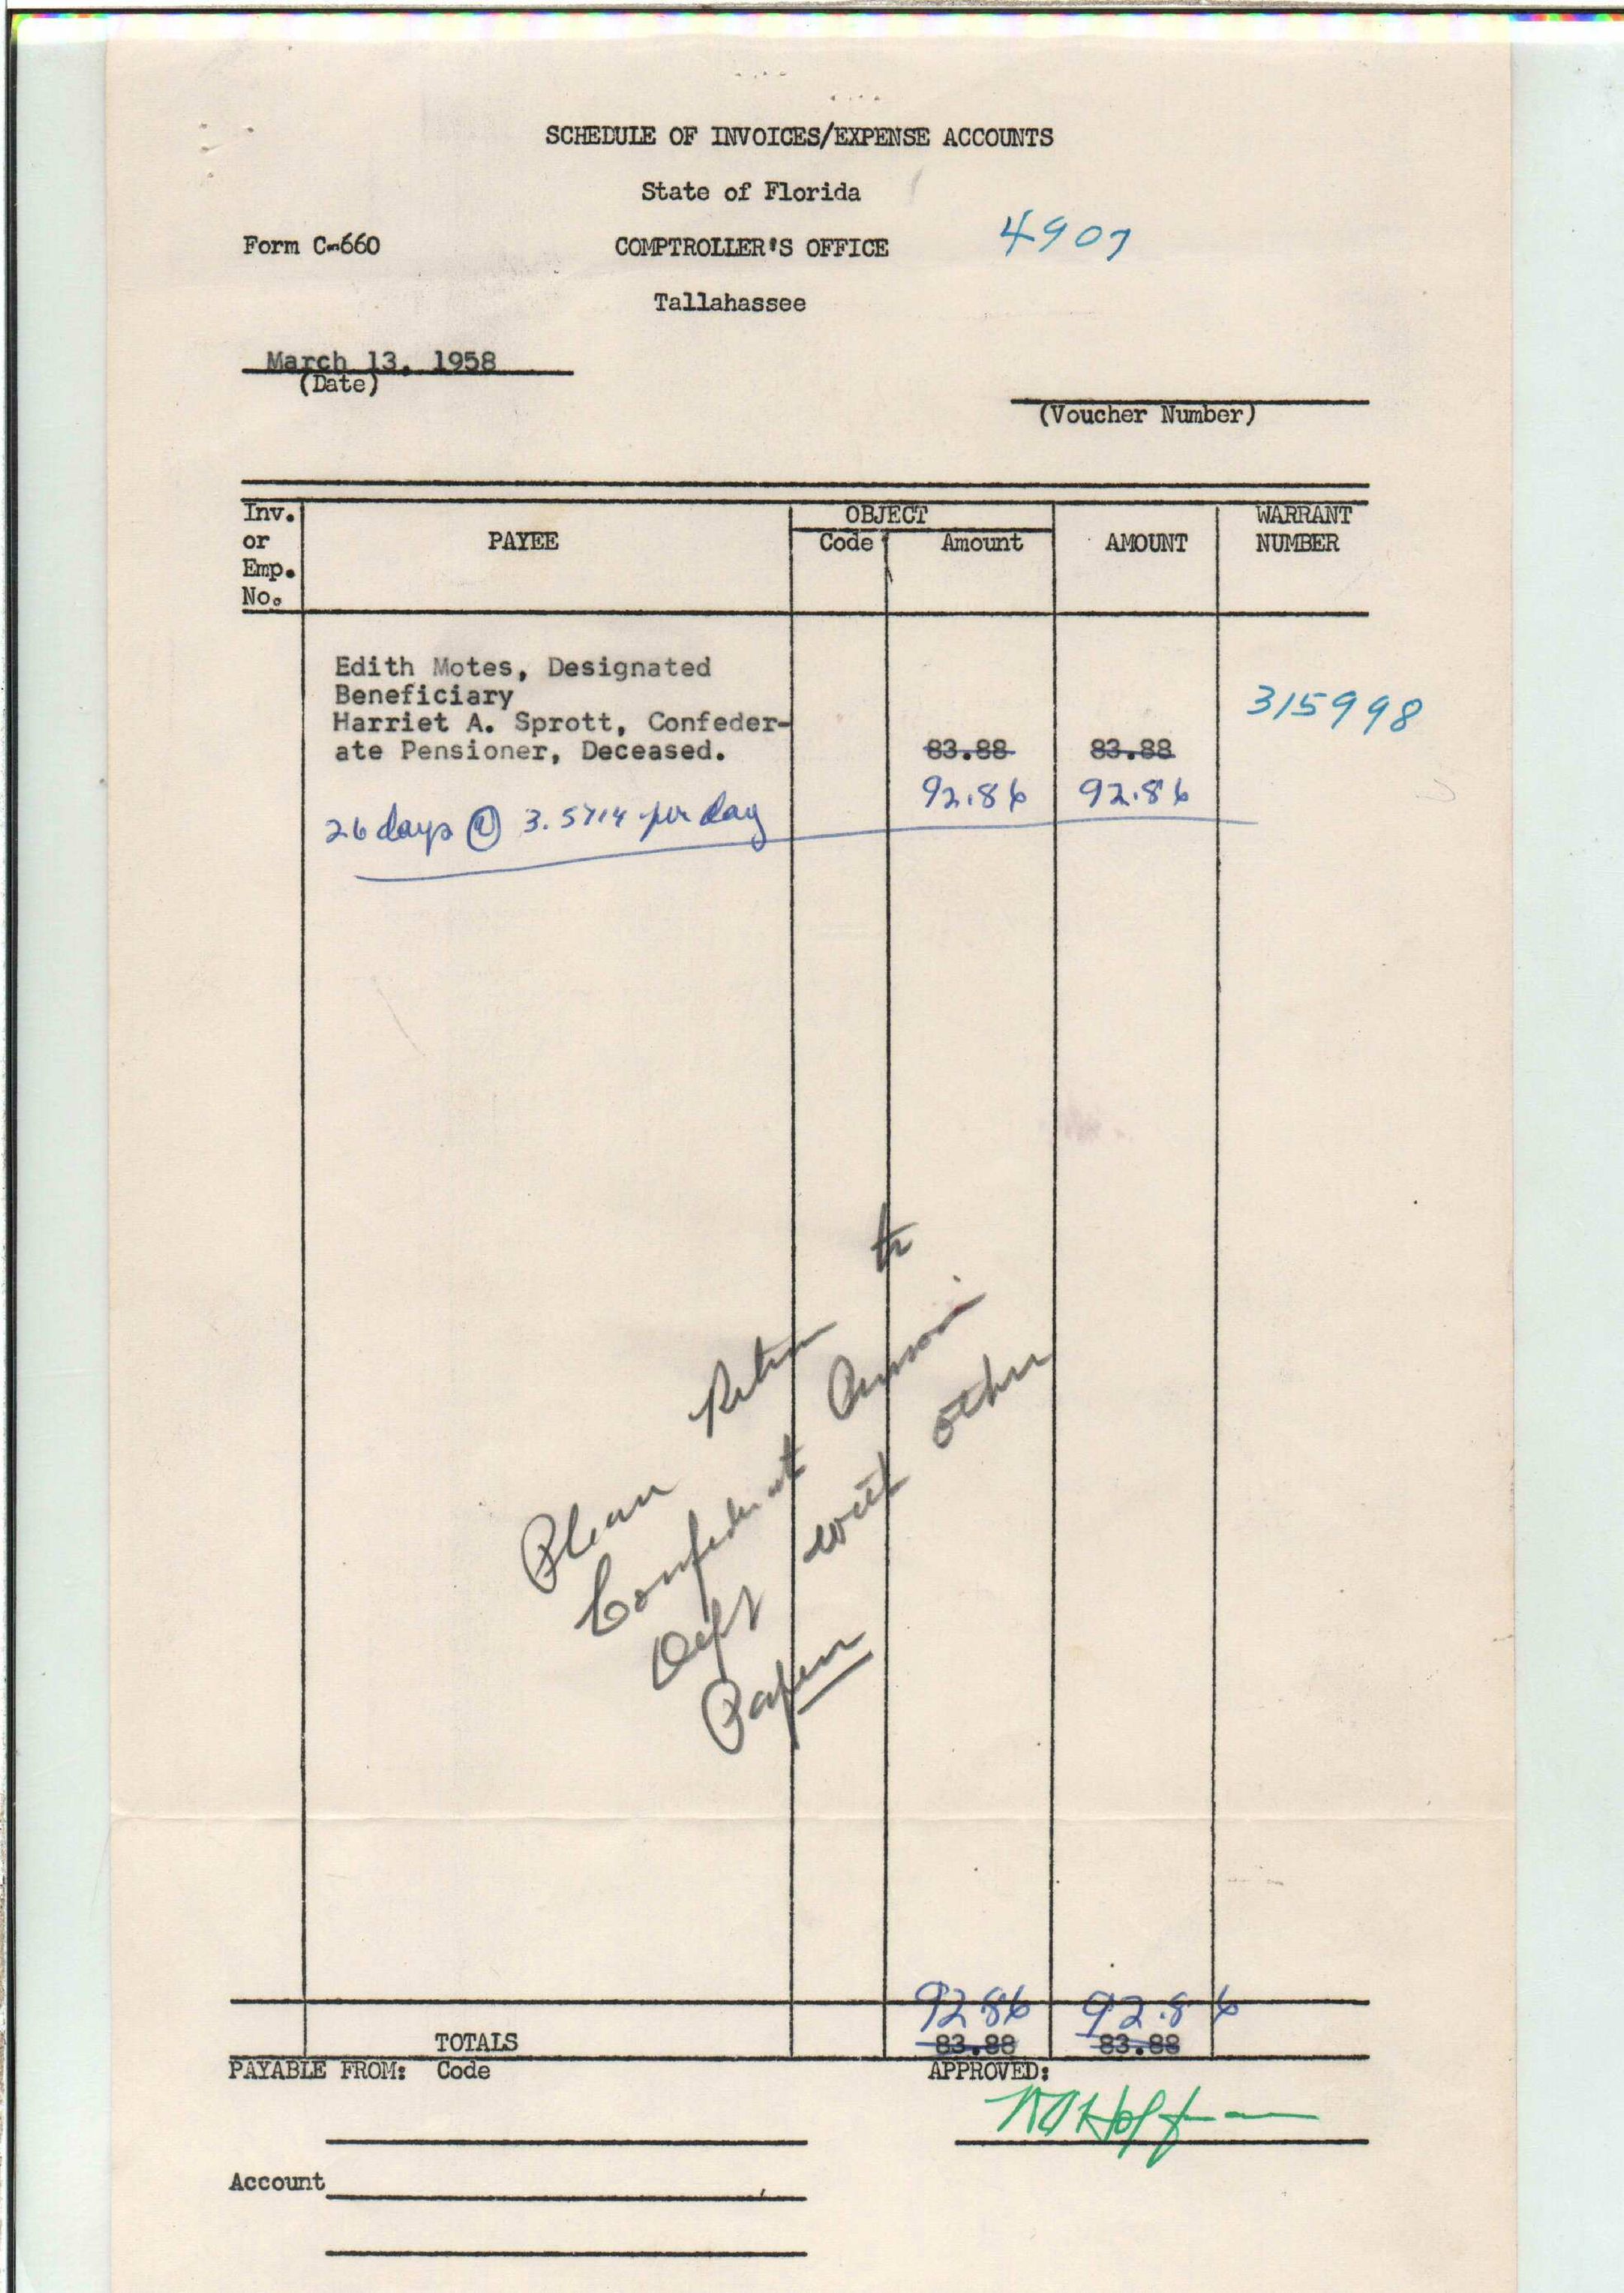 SCHEDULE OF INVOICES/EXPENSE ACCOUNTS
State of Florida
Form C-660 COMPTROLLER'S OFFICE 4907
Tallahassee
March 13, 1958
(Date)
(Voucher Number)
Inv. or Emp. No. PAYEE OBJECT Code Amount AMOUNT WARRANT NUMBER
Edith Motes, Designated
Beneficiary
Harriet A. Sprott, Confeder- 315998
ate Pensioner, Deceased. 83.88 83.88
92.86 92.86
26 days @ 3.5714 per day
Please Return to
Confederate Pension
Dept with other
Papers
92.86 92.86
TOTALS 83.88 83.88
PAYABLE FROM: Code APPROVED:
Hoffman
Account